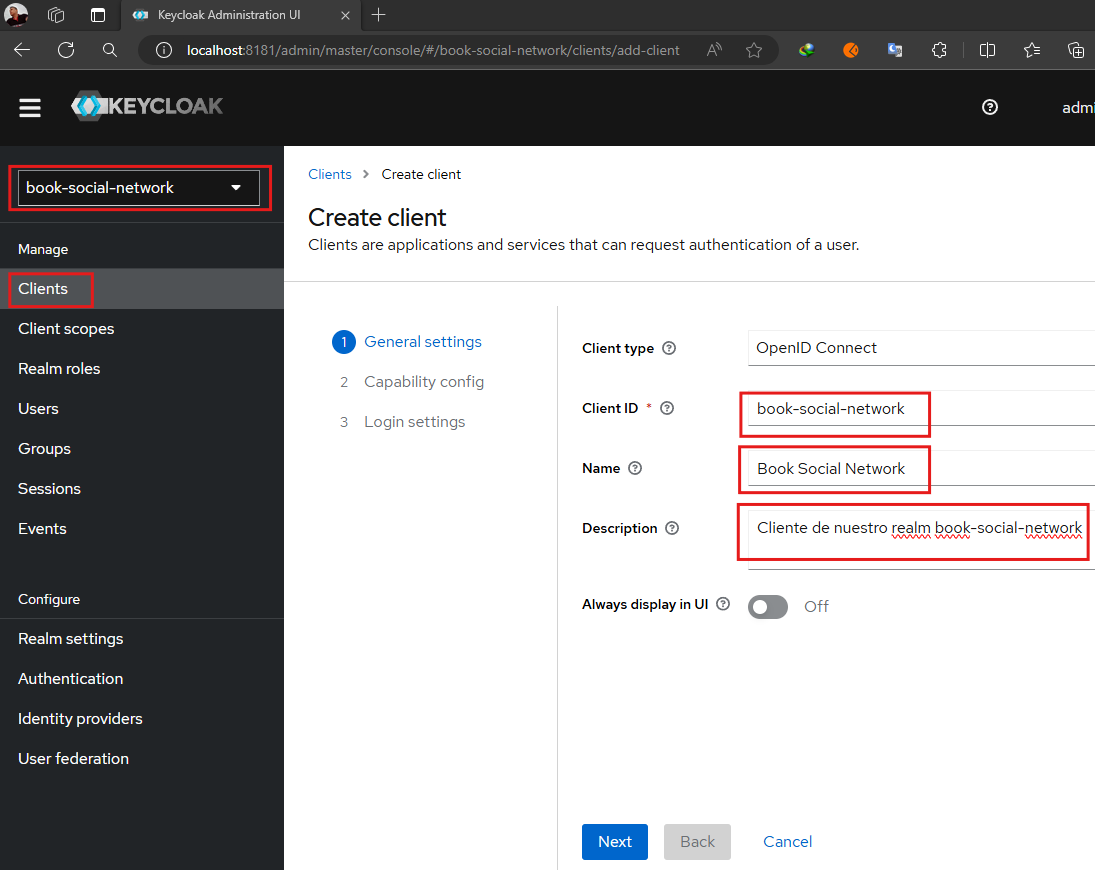 Keycloak Administration UI
localhost:8181/admin/master/console/#/book-social-network/clients/add-client
KEYCLOAK
book-social-network
Manage
Clients
Client scopes
Realm roles
Users
Groups
Sessions
Events
Configure
Realm settings
Authentication
Identity providers
User federation
Clients > Create client
Create client
Clients are applications and services that can request authentication of a user.
1 General settings
2 Capability config
3 Login settings
Client type OpenID Connect
Client ID * book-social-network
Name Book Social Network
Description Cliente de nuestro realm book-social-network
Always display in UI Off
Next Back Cancel